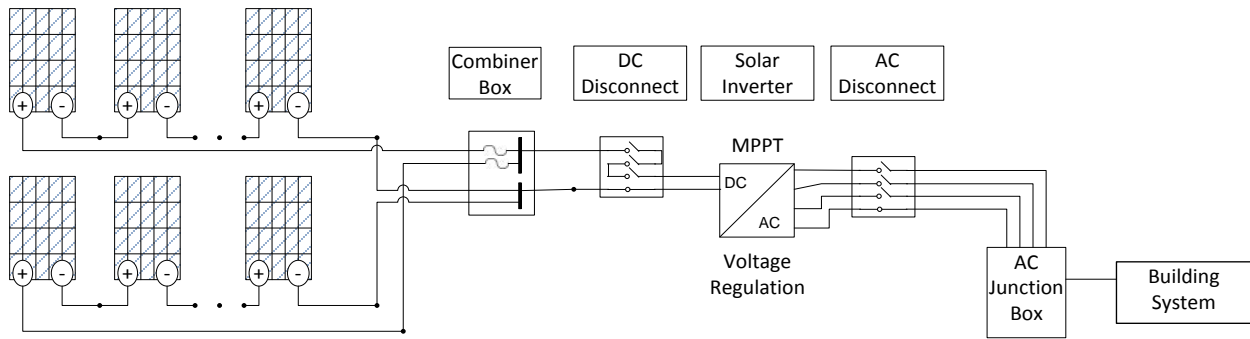 + - + - + -
Combiner
Box
DC
Disconnect
Solar
Inverter
AC
Disconnect
MPPT
DC
AC
Voltage
Regulation
+ - + - + -
AC
Junction
Box
Building
System